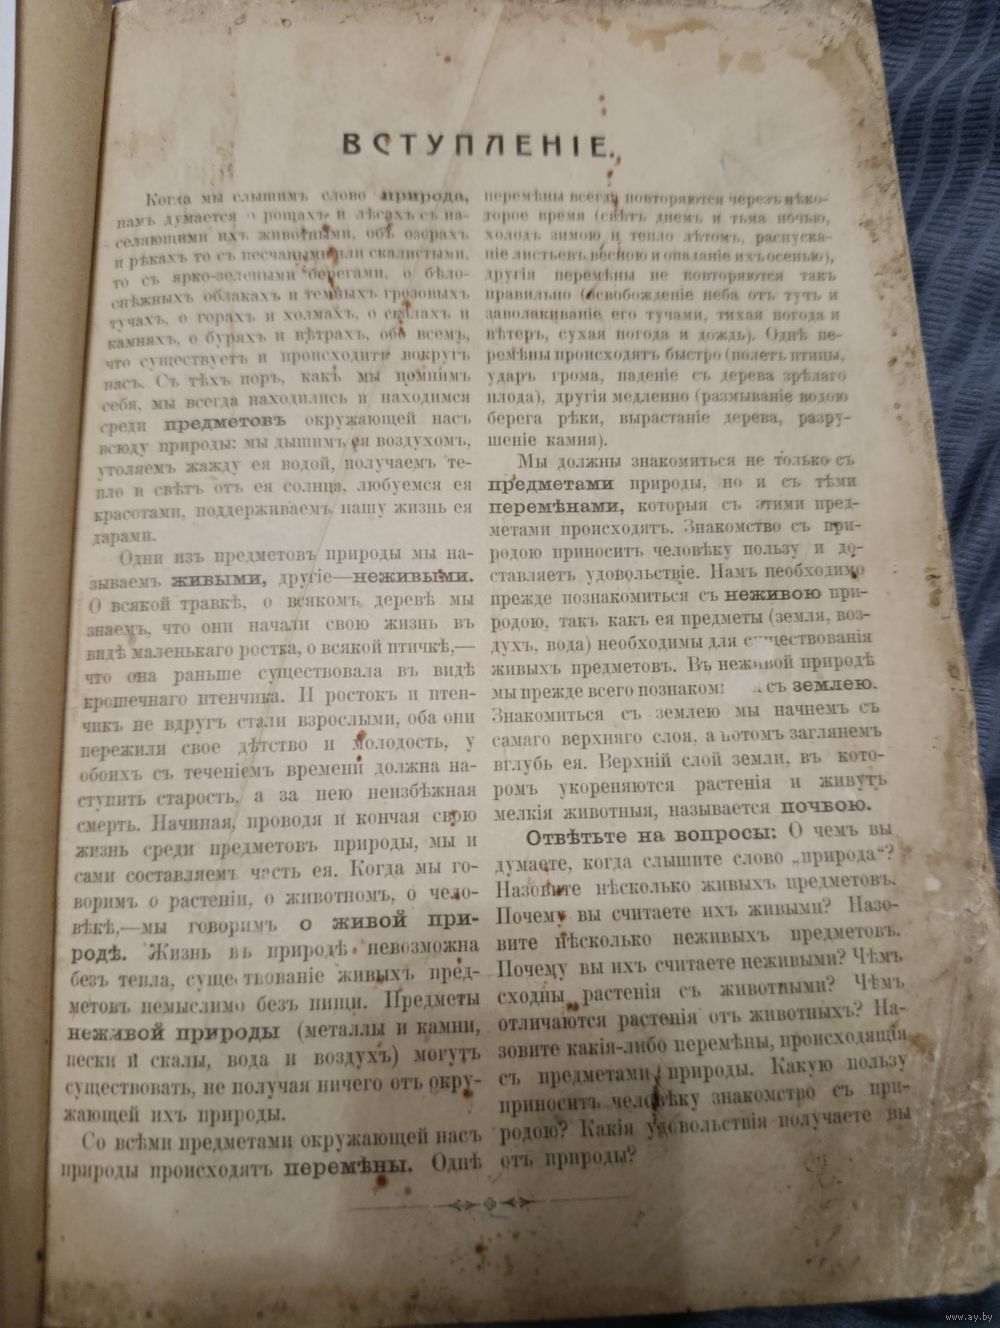 ВСТУПЛЕНІЕ.
Когда мы слышимъ слово природа,
намъ думается о рощахъ и лѣсахъ съ на-
селяющими ихъ животными, объ озерахъ
и рѣкахъ то съ песчаными или скалистыми,
то съ ярко-зелеными берегами, о бѣло-
снѣжныхъ облакахъ и темныхъ грозовыхъ
тучахъ, о горахъ и холмахъ, о скалахъ и
камняхъ, о буряхъ и вѣтрахъ, обо всемъ,
что существуетъ и происходитъ вокругъ
насъ. Съ тѣхъ поръ, какъ мы помнимъ
себя, мы всегда находились и находимся
среди предметовъ окружающей насъ
всюду природы: мы дышимъ ея воздухомъ,
утоляемъ жажду ея водой, получаемъ те-
пло и свѣтъ отъ ея солнца, любуемся ея
красотами, поддерживаемъ нашу жизнь ея
дарами.
Одни изъ предметовъ природы мы на-
зываемъ живыми, другіе—неживыми.
О всякой травкѣ, о всякомъ деревѣ мы
знаемъ, что они начали свою жизнь въ
видѣ маленькаго ростка, о всякой птичкѣ,—
что она раньше существовала въ видѣ
крошечнаго птенчика. И ростокъ и птен-
чикъ не вдругъ стали взрослыми, оба они
пережили свое дѣтство и молодость, у
обоихъ съ теченіемъ времени должна на-
ступить старость, а за нею неизбѣжная
смерть. Начиная, проводя и кончая свою
жизнь среди предметовъ природы, мы и
сами составляемъ часть ея. Когда мы го-
воримъ о растеніи, о животномъ, о чело-
вѣкѣ,—мы говоримъ о живой при-
родѣ. Жизнь въ природѣ невозможна
безъ тепла, существованіе живыхъ пред-
метовъ немыслимо безъ пищи. Предметы
неживой природы (металлы и камни,
пески и скалы, вода и воздухъ) могутъ
существовать, не получая ничего отъ окру-
жающей ихъ природы.
Со всѣми предметами окружающей насъ
природы происходятъ перемѣны. Однѣ
перемѣны всегда повторяются черезъ нѣко-
торое время (свѣтъ днемъ и тьма ночью,
холодъ зимою и тепло лѣтомъ, распуска-
ніе листьевъ весною и опаданіе ихъ осенью),
другія перемѣны не повторяются такъ
правильно (освобожденіе неба отъ тучъ и
заволакиваніе его тучами, тихая погода и
вѣтеръ, сухая погода и дождь). Однѣ пе-
ремѣны происходятъ быстро (полетъ птицы,
ударъ грома, паденіе съ дерева зрѣлаго
плода), другія медленно (размываніе водою
берега рѣки, вырастаніе дерева, разру-
шеніе камня).
Мы должны знакомиться не только съ
предметами природы, но и съ тѣми
перемѣнами, которыя съ этими пред-
метами происходятъ. Знакомство съ при-
родою приноситъ человѣку пользу и до-
ставляетъ удовольствіе. Намъ необходимо
прежде познакомиться съ неживою при-
родою, такъ какъ ея предметы (земля, воз-
духъ, вода) необходимы для существованія
живыхъ предметовъ. Въ неживой природѣ
мы прежде всего познаком съ землею.
Знакомиться съ землею мы начнемъ съ
самаго верхняго слоя, а потомъ заглянемъ
вглубь ея. Верхній слой земли, въ кото-
ромъ укореняются растенія и живутъ
мелкія животныя, называется почвою.
Отвѣтьте на вопросы: О чемъ вы
думаете, когда слышите слово „природа“?
Назовите нѣсколько живыхъ предметовъ.
Почему вы считаете ихъ живыми? Назо-
вите нѣсколько неживыхъ предметовъ.
Почему вы ихъ считаете неживыми? Чѣмъ
сходны растенія съ животными? Чѣмъ
отличаются растенія отъ животныхъ? На-
зовите какія-либо перемѣны, происходящія
съ предметами природы. Какую пользу
приноситъ человѣку знакомство съ при-
родою? Какія удовольствія получаете вы
отъ природы?
www.ay.by